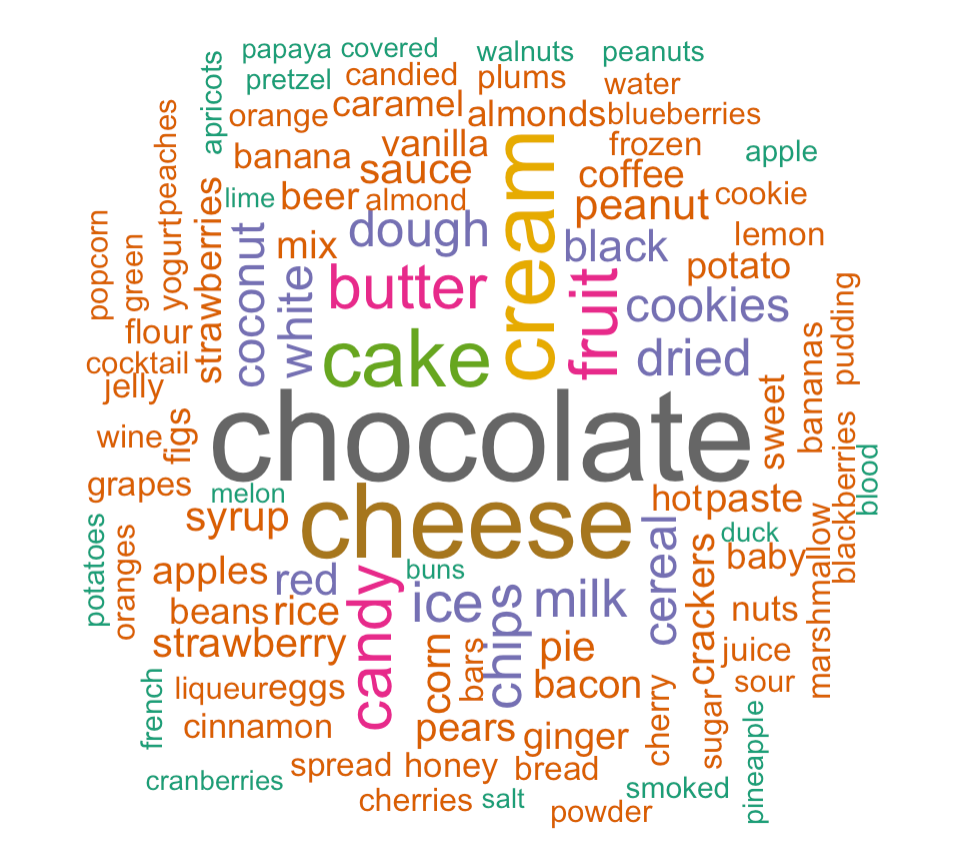 papaya
covered
walnuts
peanuts
apricots
pretzel
candied
plums
water
peaches
orange
caramel
almonds
blueberries
banana
vanilla
sauce
cream
frozen
coffee
apple
strawberries
lime
beer
almond
peanut
cookie
popcorn
green
yogurt
coconut
mix
dough
black
lemon
white
butter
fruit
potato
cookies
pudding
flour
cake
dried
bananas
cocktail
jelly
chocolate
sweet
wine
figs
blackberries
blood
grapes
melon
cheese
hot
paste
syrup
potatoes
oranges
cereal
crackers
duck
baby
marshmallow
apples
red
candy
buns
ice
chips
milk
nuts
beans
rice
strawberry
corn
bars
pie
juice
french
liqueur
eggs
bacon
cherry
sugar
sour
cinnamon
pears
ginger
pineapple
cranberries
spread
honey
bread
smoked
cherries
salt
powder